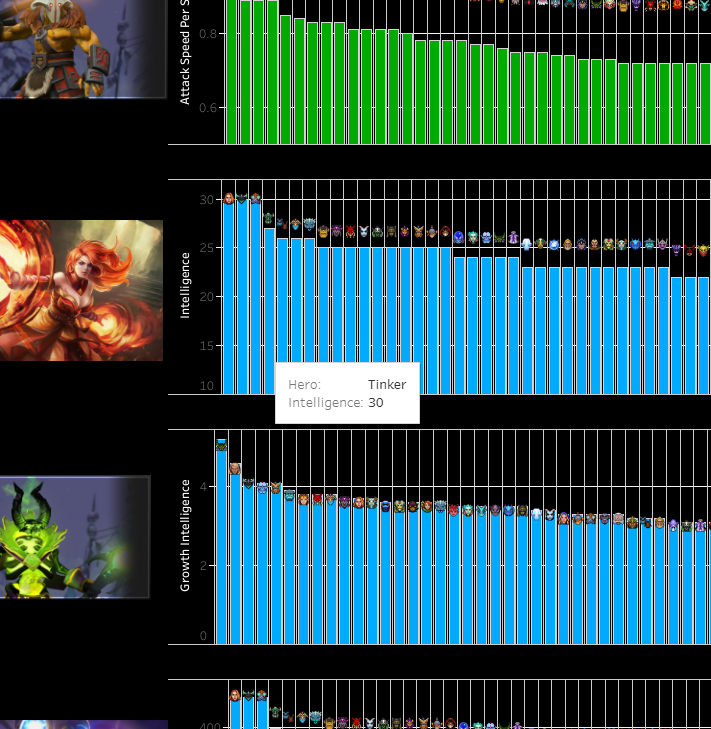 Attack Speed Per S
0.8
0.6
Intelligence
30
25
20
15
10
Hero: Tinker
Intelligence: 30
Growth Intelligence
4
2
0
400